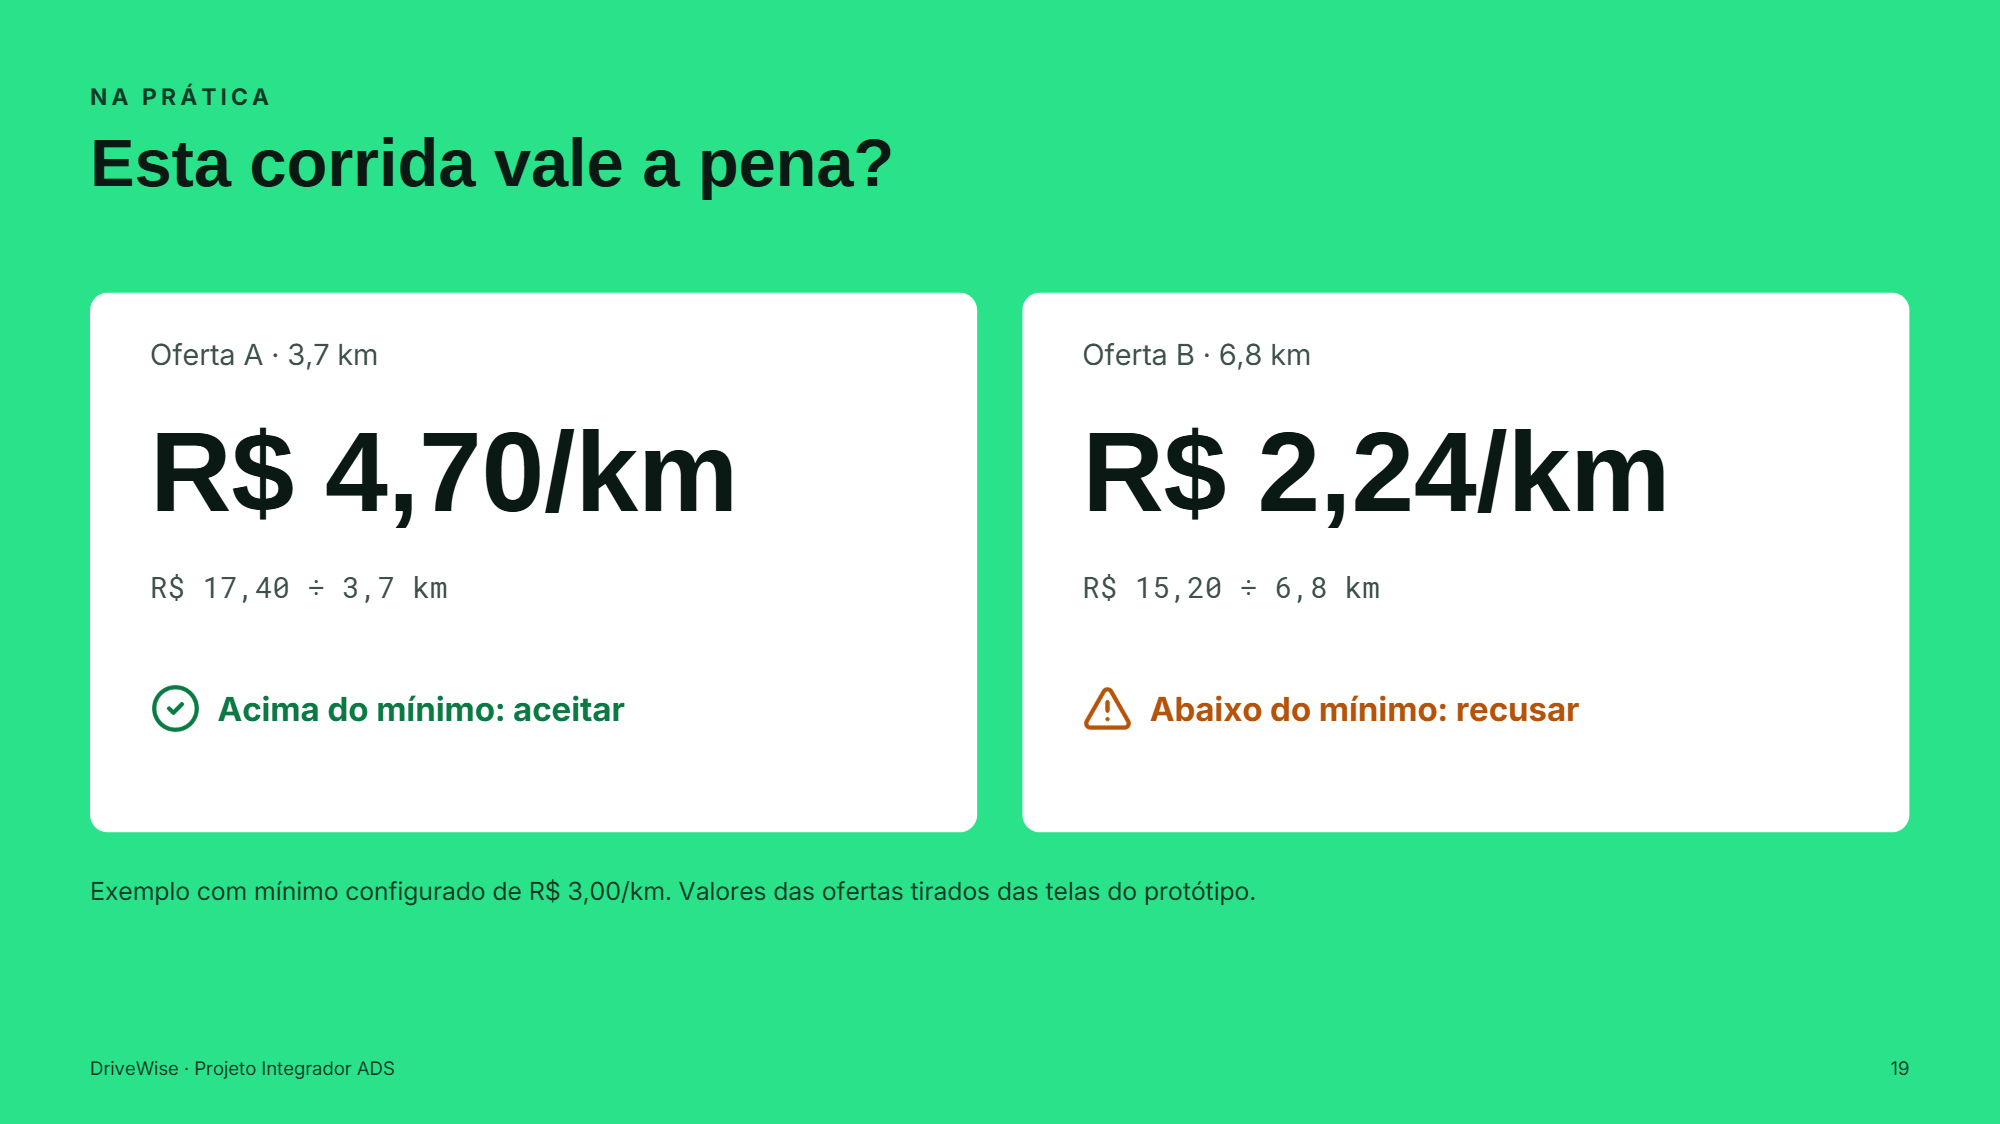 NA PRÁTICA
Esta corrida vale a pena?
Oferta A · 3,7 km
R$ 4,70/km
R$ 17,40 ÷ 3,7 km
Acima do mínimo: aceitar
Oferta B · 6,8 km
R$ 2,24/km
R$ 15,20 ÷ 6,8 km
Abaixo do mínimo: recusar
Exemplo com mínimo configurado de R$ 3,00/km. Valores das ofertas tirados das telas do protótipo.
DriveWise · Projeto Integrador ADS
19